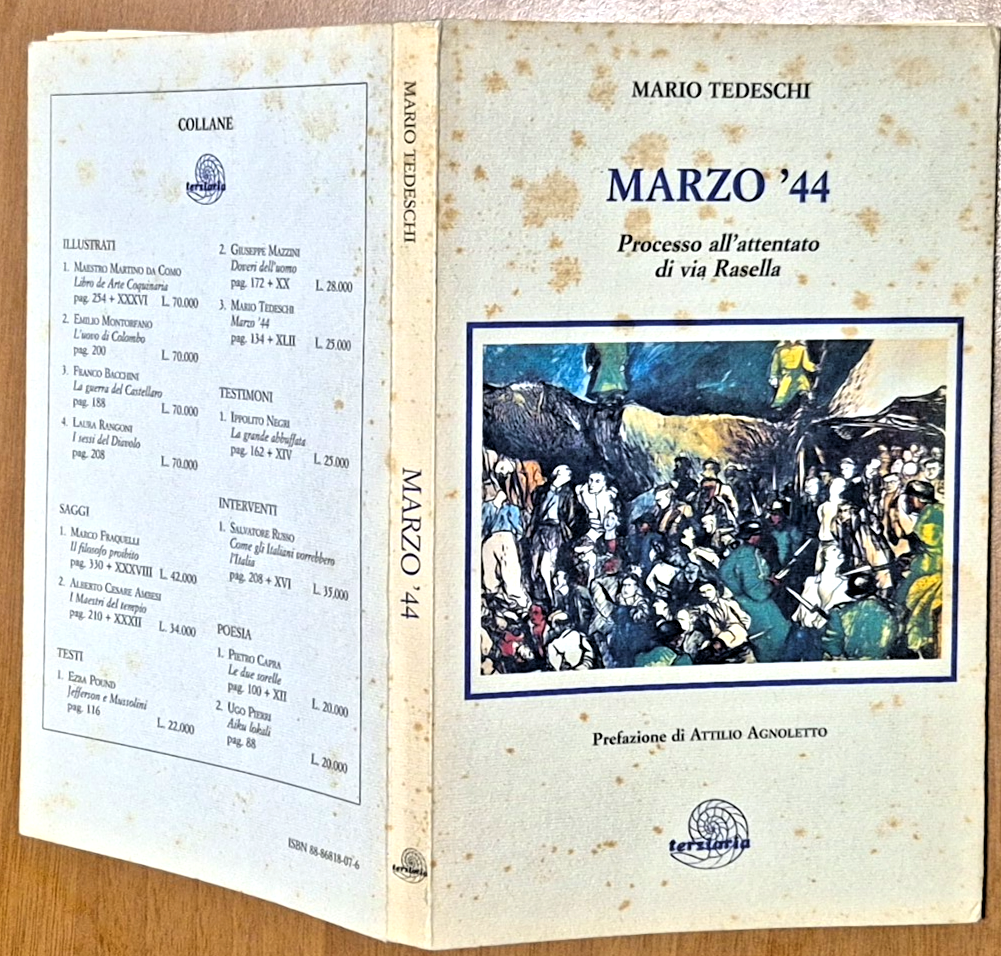 COLLANE
terziaria
ILLUSTRATI
1. MAESTRO MARTINO DA COMO
Libro de Arte Coquinaria
pag. 254 + XXXVI L. 70.000
2. EMILIO MONTORFANO
L'uovo di Colombo
pag. 200
L. 70.000
3. FRANCO BACCHINI
La guerra del Castellaro
pag. 188
L. 70.000
4. LAURA RANGONI
I sessi del Diavolo
pag. 208
L. 70.000
SAGGI
1. MARCO FRAQUELLI
Il filosofo proibito
pag. 330 + XXXVIII L. 42.000
2. ALBERTO CESARE AMBESI
I Maestri del tempio
pag. 210 + XXXII
L. 34.000
TESTI
1. EZRA POUND
Jefferson e Mussolini
pag. 116
L. 22.000
2. GIUSEPPE MAZZINI
Doveri dell'uomo
pag. 172 + XX
L. 28.000
3. MARIO TEDESCHI
Marzo '44
pag. 134 + XLII
L. 25.000
TESTIMONI
1. IPPOLITO NEGRI
La grande abbuffata
pag. 162 + XIV
L. 25.000
INTERVENTI
1. SALVATORE RUSSO
Come gli Italiani vorrebbero
l'Italia
pag. 208 + XVI
L. 35.000
POESIA
1. PIETRO CAPRA
Le due sorelle
pag. 100 + XII
L. 20.000
2. UGO PIERRI
Aiku lokali
pag. 88
L. 20.000
ISBN 88-86818-07-6
MARIO TEDESCHI
MARZO '44
terziaria
MARIO TEDESCHI
MARZO '44
Processo all'attentato
di via Rasella
Prefazione di ATTILIO AGNOLETTO
terziaria